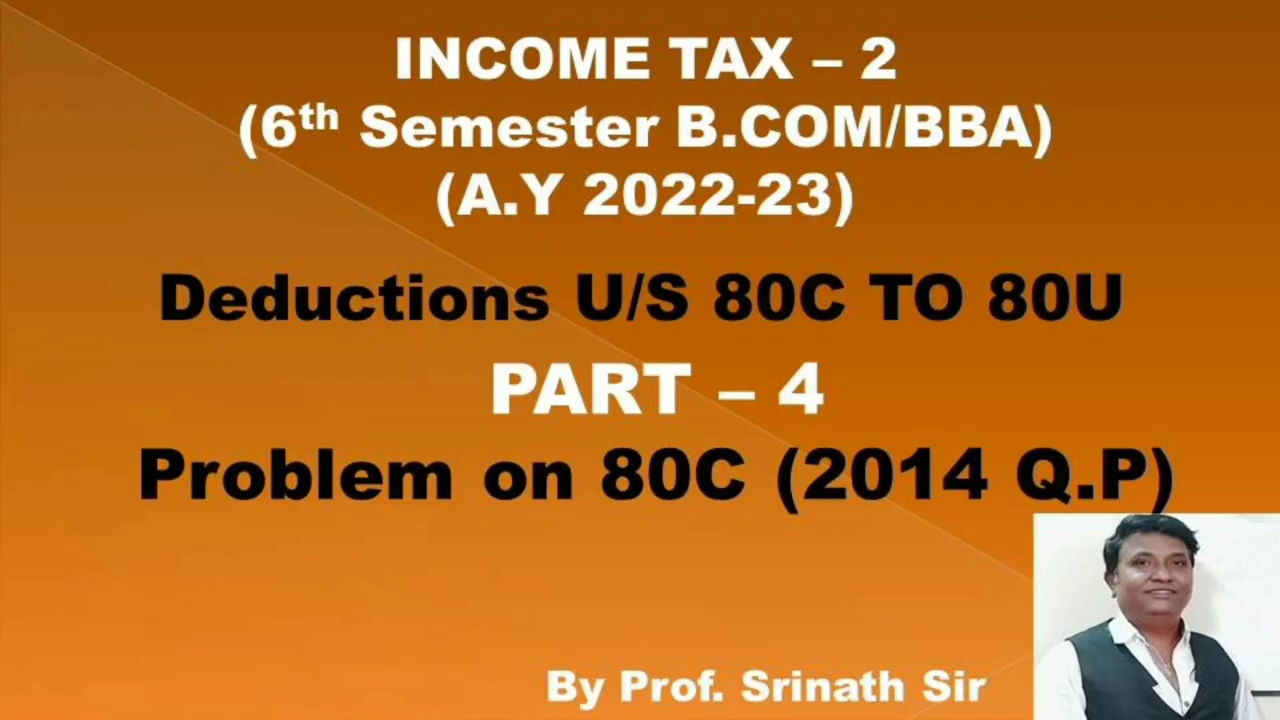 INCOME TAX – 2
(6th Semester B.COM/BBA)
(A.Y 2022-23)
Deductions U/S 80C TO 80U
PART – 4
Problem on 80C (2014 Q.P)
By Prof. Srinath Sir